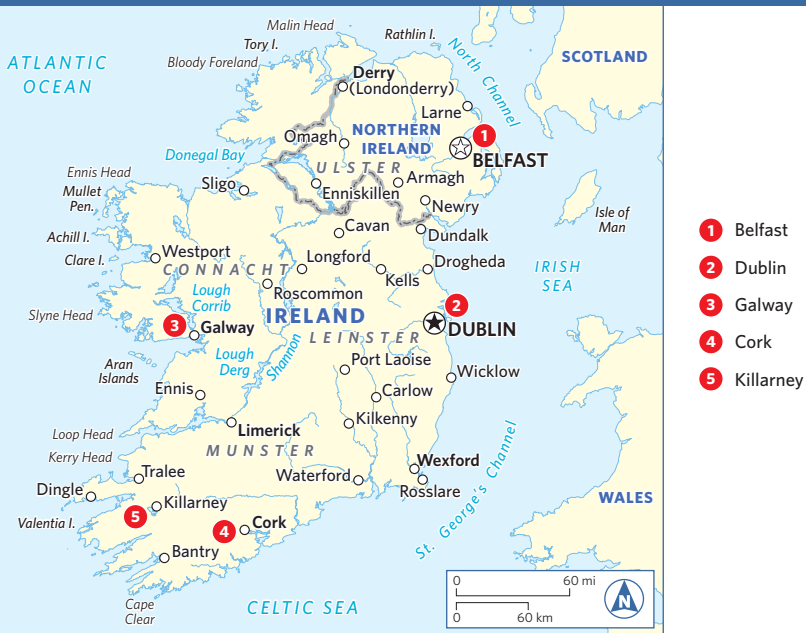 Malin Head
Rathlin I.
Tory I.
Bloody Foreland
North Channel
SCOTLAND
ATLANTIC
OCEAN
Derry
(Londonderry)
Larne
Omagh
NORTHERN
IRELAND
1
BELFAST
Donegal Bay
ULSTER
Ennis Head
Mullet
Pen.
Sligo
Enniskillen
Armagh
Newry
Isle of
Man
Achill I.
Clare I.
Cavan
Dundalk
Westport
CONNACHT
Longford
Drogheda
Kells
IRISH
SEA
Roscommon
Lough
Corrib
Slyne Head
3
Galway
IRELAND
2
DUBLIN
LEINSTER
Aran
Islands
Lough
Derg
Shannon
Port Laoise
Wicklow
Ennis
Carlow
Kilkenny
Loop Head
Limerick
Kerry Head
MUNSTER
Tralee
Waterford
Wexford
Rosslare
St. George's Channel
Dingle
Killarney
WALES
Valentia I.
5
4
Cork
Bantry
Cape
Clear
CELTIC SEA
0 60 mi
0 60 km
N
1 Belfast
2 Dublin
3 Galway
4 Cork
5 Killarney